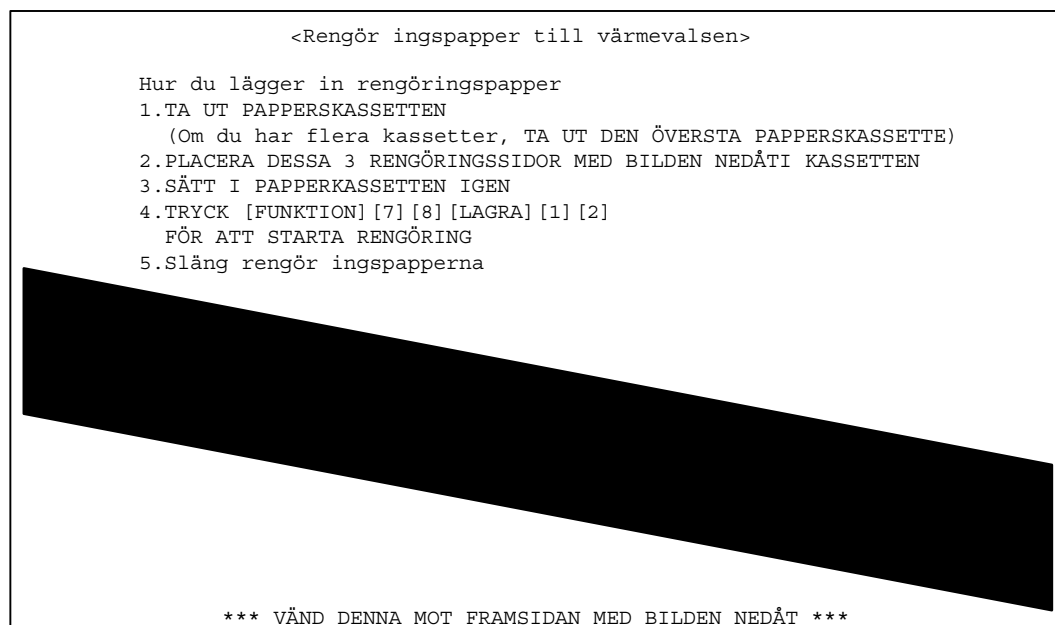 <Rengör ingspapper till värmevalsen>
Hur du lägger in rengöringspapper
1.TA UT PAPPERSKASSETTEN
(Om du har flera kassetter, TA UT DEN ÖVERSTA PAPPERSKASSETTE)
2.PLACERA DESSA 3 RENGÖRINGSSIDOR MED BILDEN NEDÅTI KASSETTEN
3.SÄTT I PAPPERKASSETTEN IGEN
4.TRYCK [FUNKTION][7][8][LAGRA][1][2]
FÖR ATT STARTA RENGÖRING
5.Släng rengör ingspapperna
*** VÄND DENNA MOT FRAMSIDAN MED BILDEN NEDÅT ***